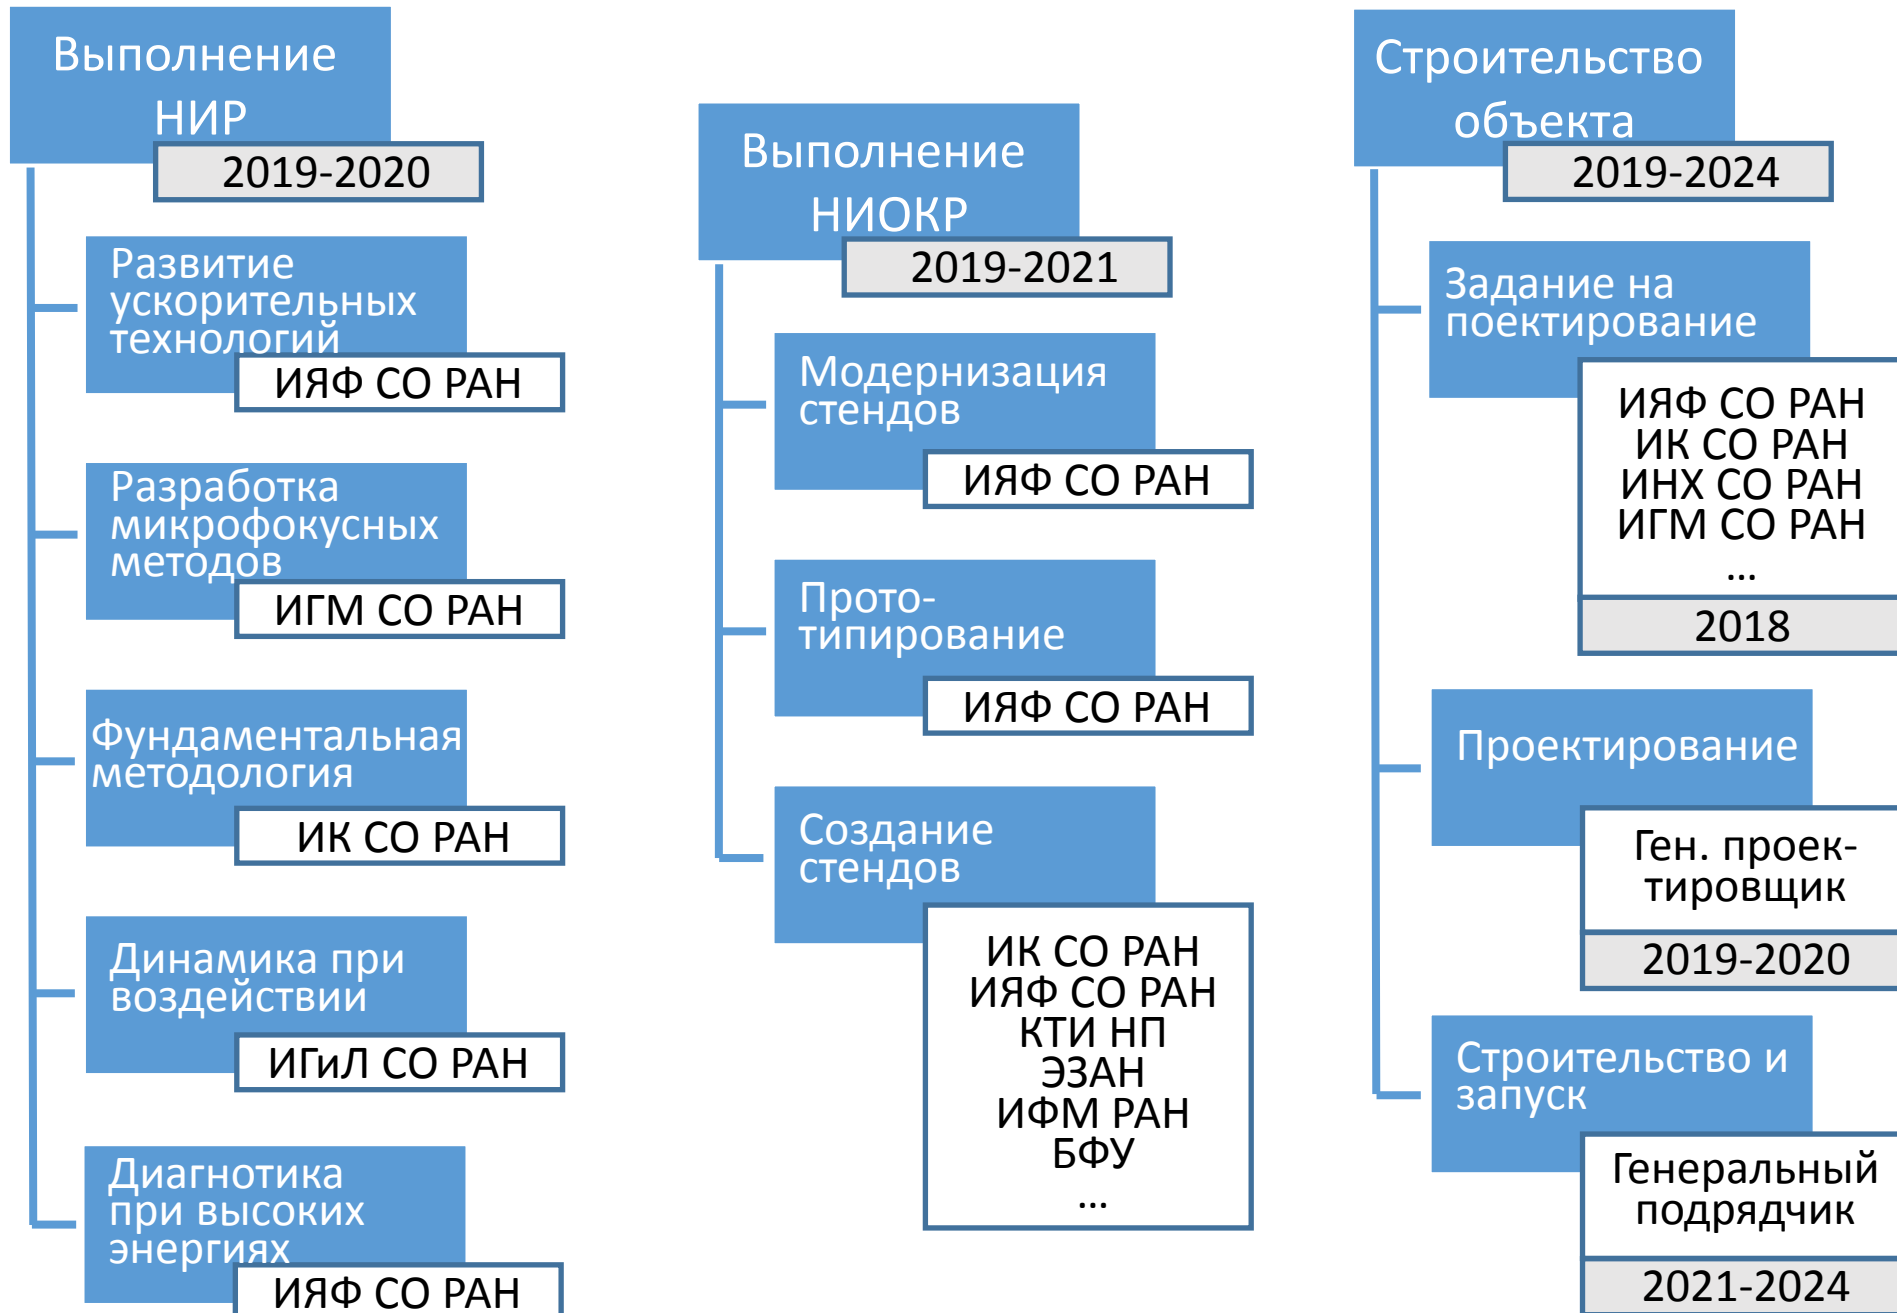 Выполнение
НИР
2019-2020
Развитие
ускорительных
технологий
ИЯФ СО РАН
Разработка
микрофокусных
методов
ИГМ СО РАН
Фундаментальная
методология
ИК СО РАН
Динамика при
воздействии
ИГиЛ СО РАН
Диагнотика
при высоких
энергиях
ИЯФ СО РАН
Выполнение
НИОКР
2019-2021
Модернизация
стендов
ИЯФ СО РАН
Прото-
типирование
ИЯФ СО РАН
Создание
стендов
ИК СО РАН
ИЯФ СО РАН
КТИ НП
ЭЗАН
ИФМ РАН
БФУ
...
Строительство
объекта
2019-2024
Задание на
поектирование
ИЯФ СО РАН
ИК СО РАН
ИНХ СО РАН
ИГМ СО РАН
...
2018
Проектирование
Ген. проек-
тировщик
2019-2020
Строительство и
запуск
Генеральный
подрядчик
2021-2024